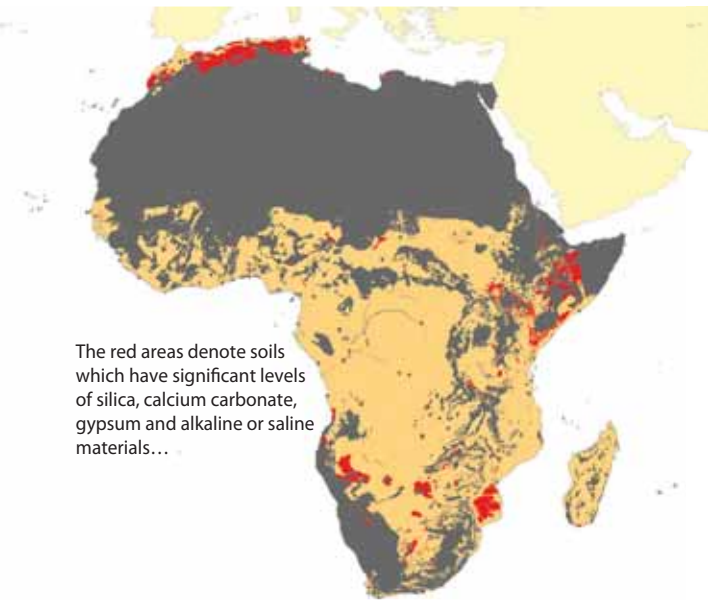 The red areas denote soils
which have significant levels
of silica, calcium carbonate,
gypsum and alkaline or saline
materials…